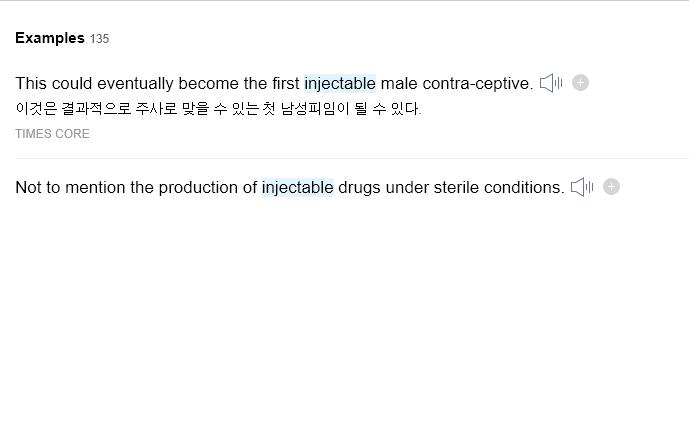 Examples 135
This could eventually become the first injectable male contra-ceptive.
이것은 결과적으로 주사로 맞을 수 있는 첫 남성피임이 될 수 있다.
TIMES CORE
Not to mention the production of injectable drugs under sterile conditions.